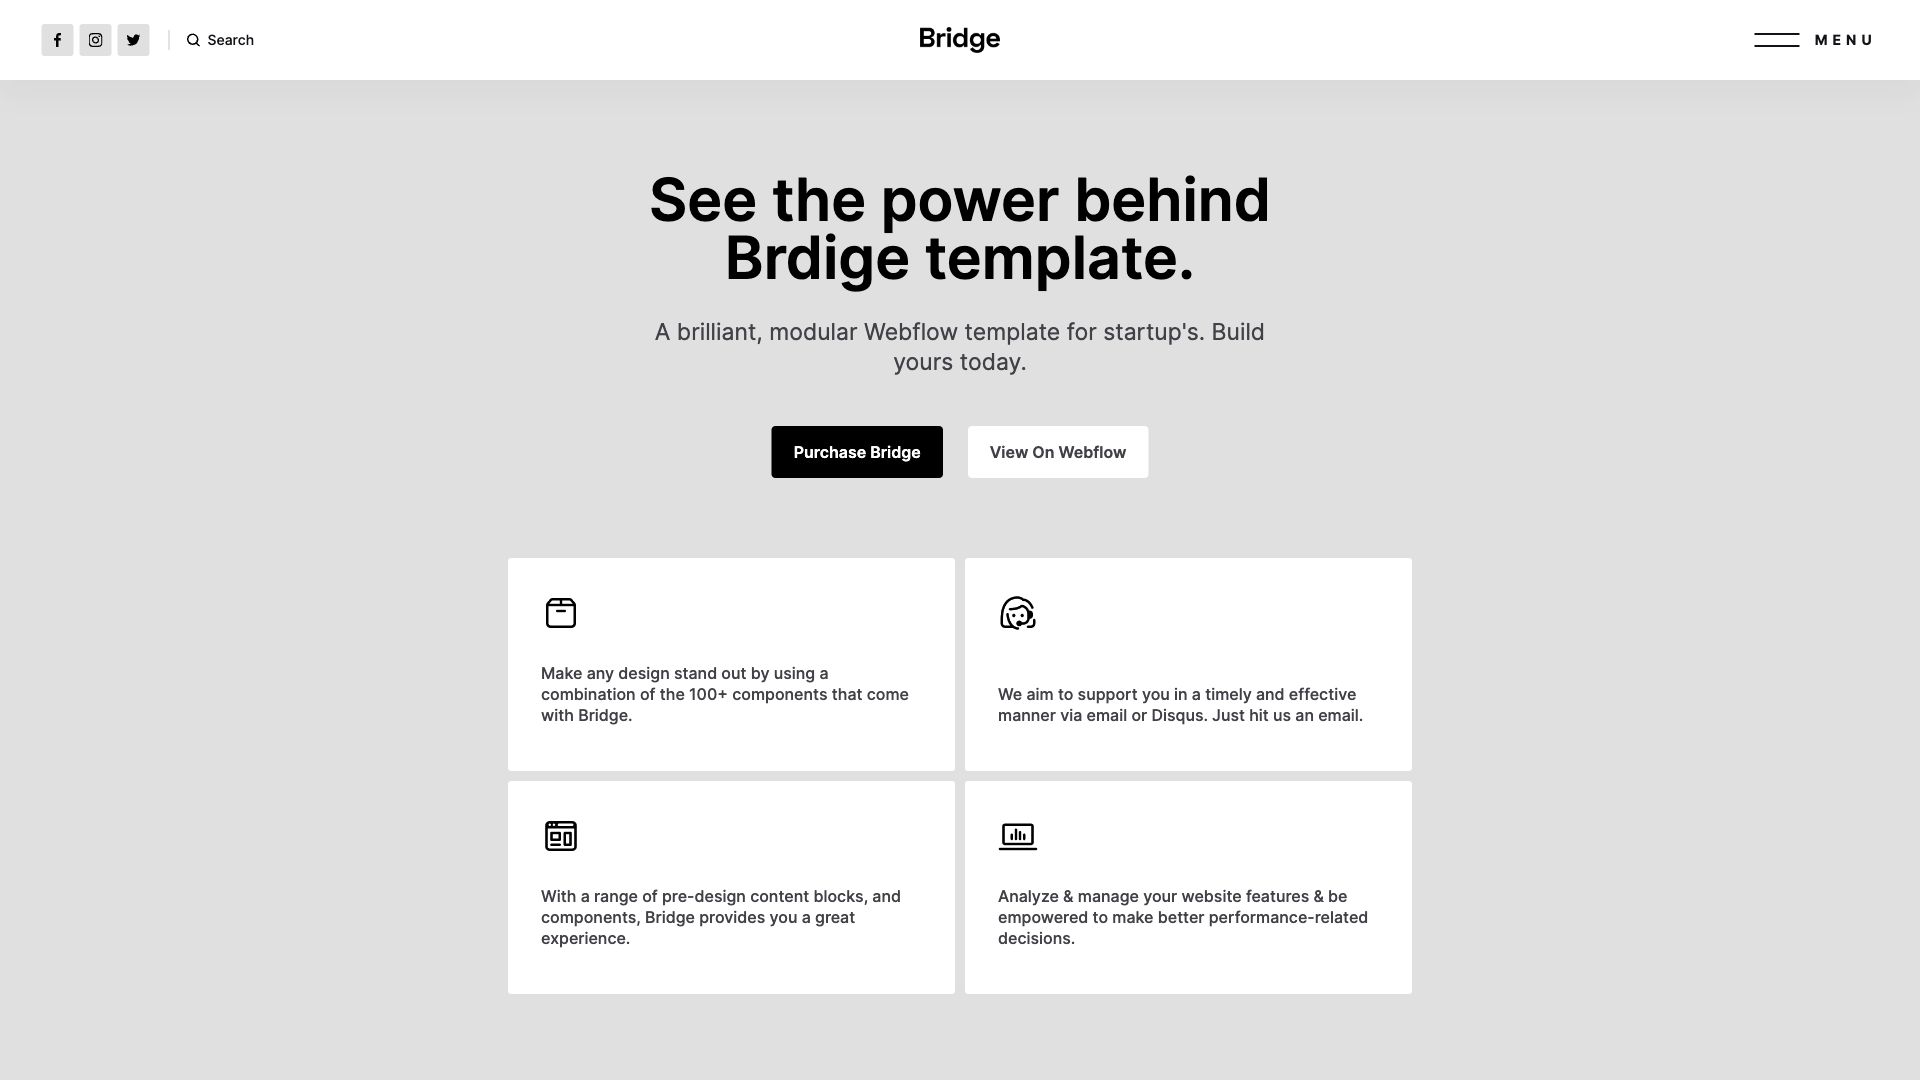 Search
Bridge
MENU
See the power behind
Brdige template.
A brilliant, modular Webflow template for startup's. Build
yours today.
Purchase Bridge
View On Webflow
Make any design stand out by using a
combination of the 100+ components that come
with Bridge.
We aim to support you in a timely and effective
manner via email or Disqus. Just hit us an email.
With a range of pre-design content blocks, and
components, Bridge provides you a great
experience.
Analyze & manage your website features & be
empowered to make better performance-related
decisions.